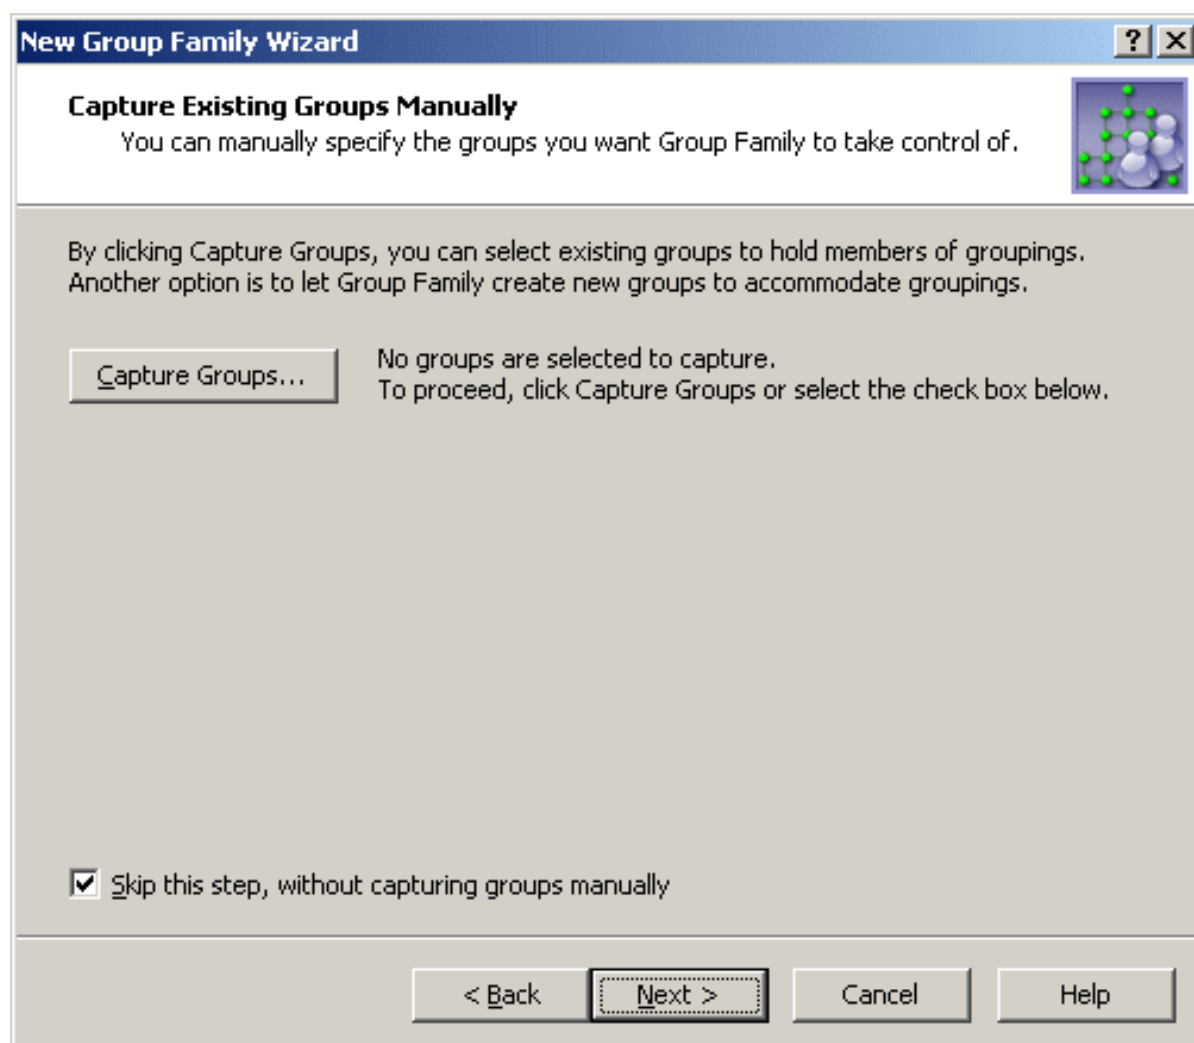 New Group Family Wizard
Capture Existing Groups Manually
You can manually specify the groups you want Group Family to take control of.
By clicking Capture Groups, you can select existing groups to hold members of groupings.
Another option is to let Group Family create new groups to accommodate groupings.
Capture Groups...
No groups are selected to capture.
To proceed, click Capture Groups or select the check box below.
Skip this step, without capturing groups manually
< Back
Next >
Cancel
Help